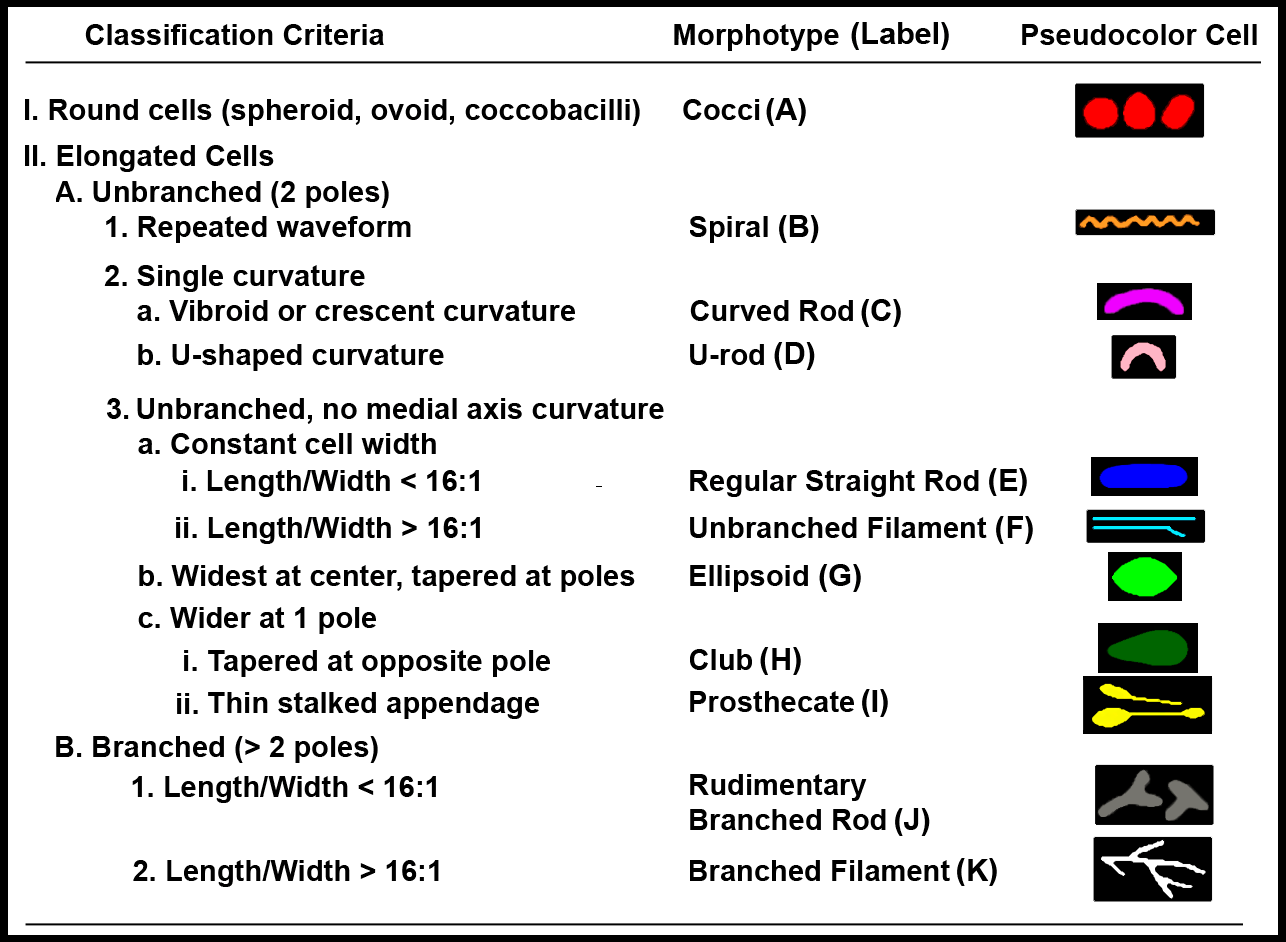 Classification Criteria Morphotype (Label) Pseudocolor Cell
I. Round cells (spheroid, ovoid, coccobacilli) Cocci (A)
II. Elongated Cells
A. Unbranched (2 poles)
1. Repeated waveform Spiral (B)
2. Single curvature
a. Vibroid or crescent curvature Curved Rod (C)
b. U-shaped curvature U-rod (D)
3. Unbranched, no medial axis curvature
a. Constant cell width
i. Length/Width < 16:1 - Regular Straight Rod (E)
ii. Length/Width > 16:1 Unbranched Filament (F)
b. Widest at center, tapered at poles Ellipsoid (G)
c. Wider at 1 pole
i. Tapered at opposite pole Club (H)
ii. Thin stalked appendage Prosthecate (I)
B. Branched (> 2 poles)
1. Length/Width < 16:1 Rudimentary
Branched Rod (J)
2. Length/Width > 16:1 Branched Filament (K)